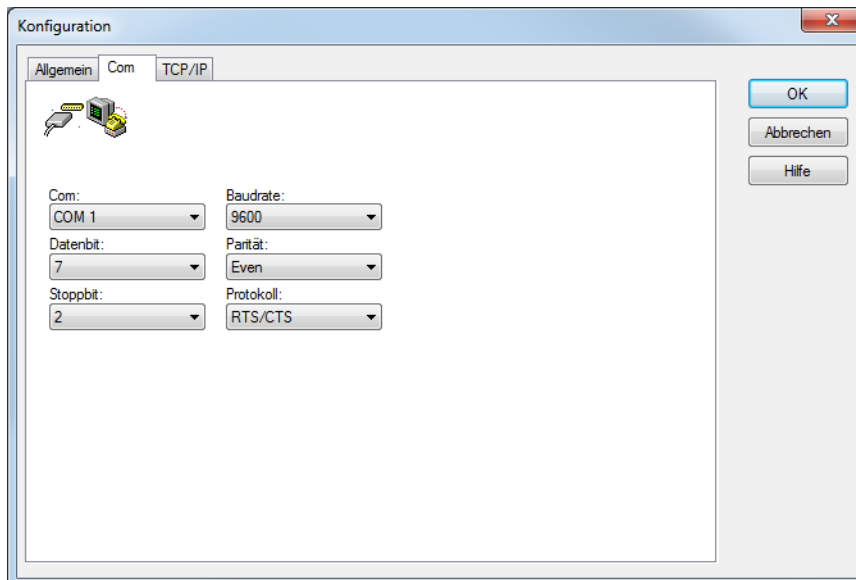 Konfiguration
Allgemein Com TCP/IP
OK
Abbrechen
Hilfe
Com: Baudrate:
COM 1 9600
Datenbit: Parität:
7 Even
Stoppbit: Protokoll:
2 RTS/CTS